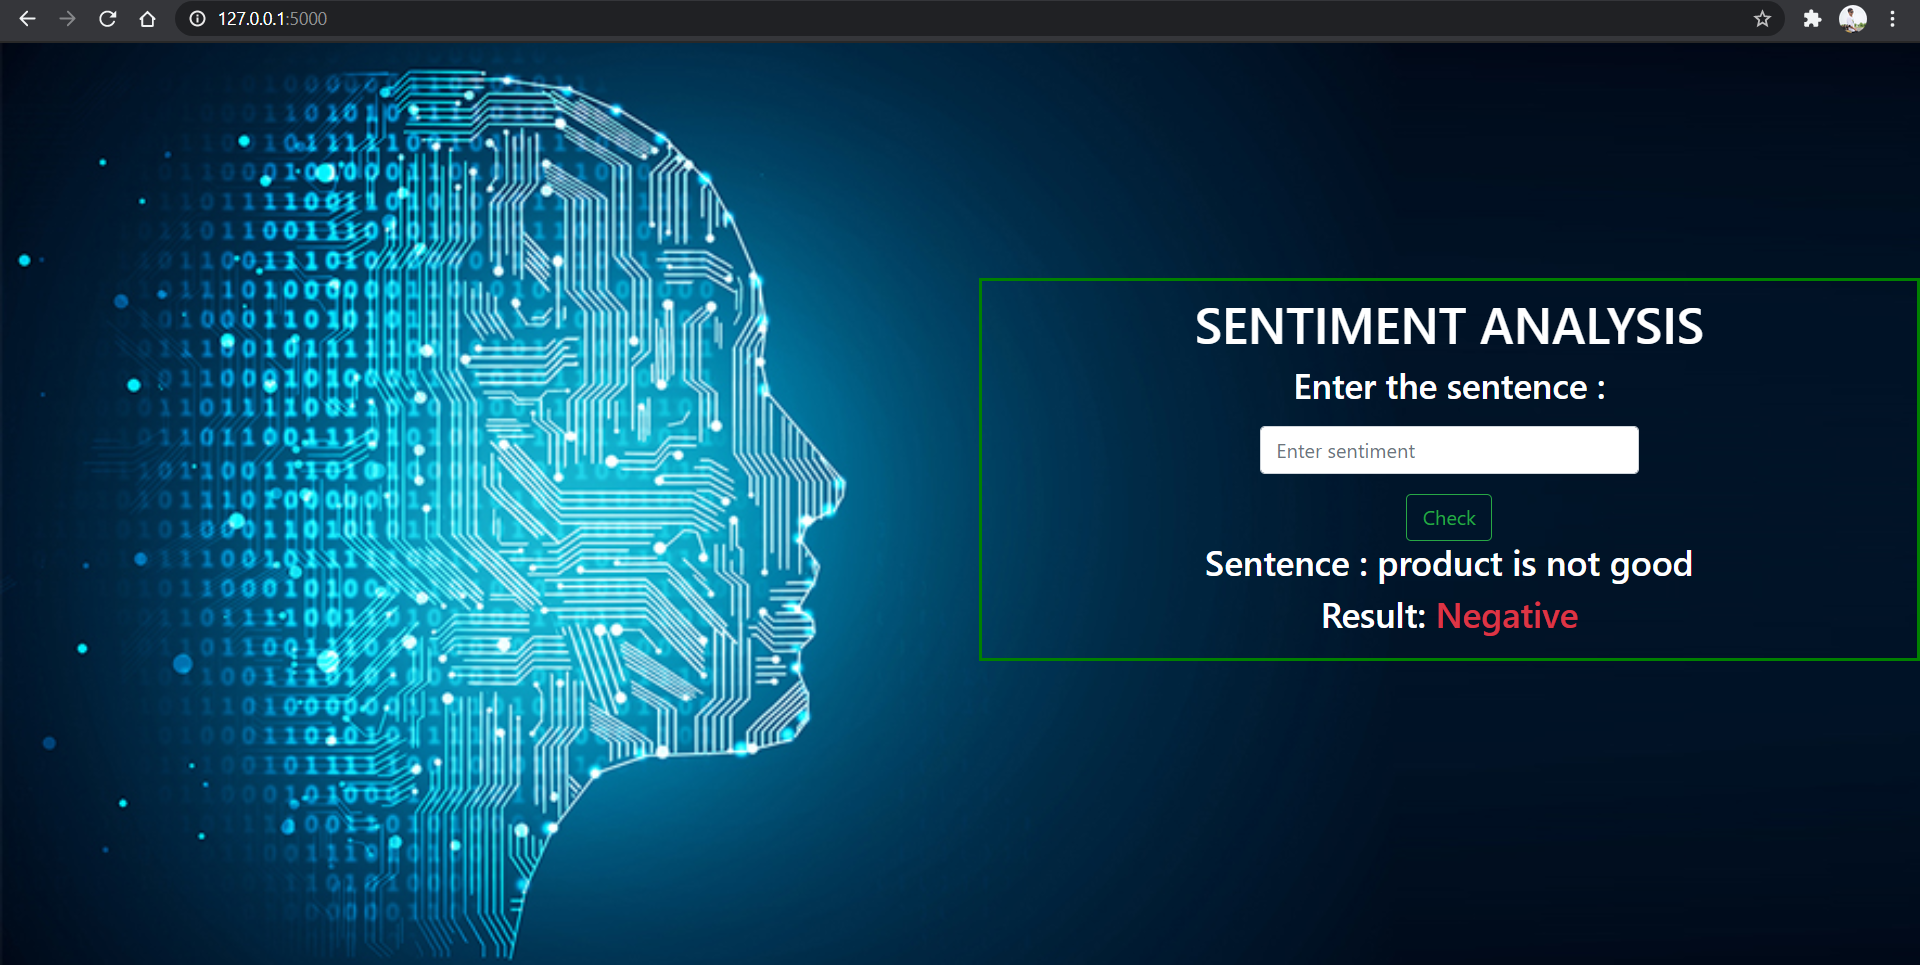 127.0.0.1:5000
SENTIMENT ANALYSIS
Enter the sentence :
Enter sentiment
Check
Sentence : product is not good
Result: Negative